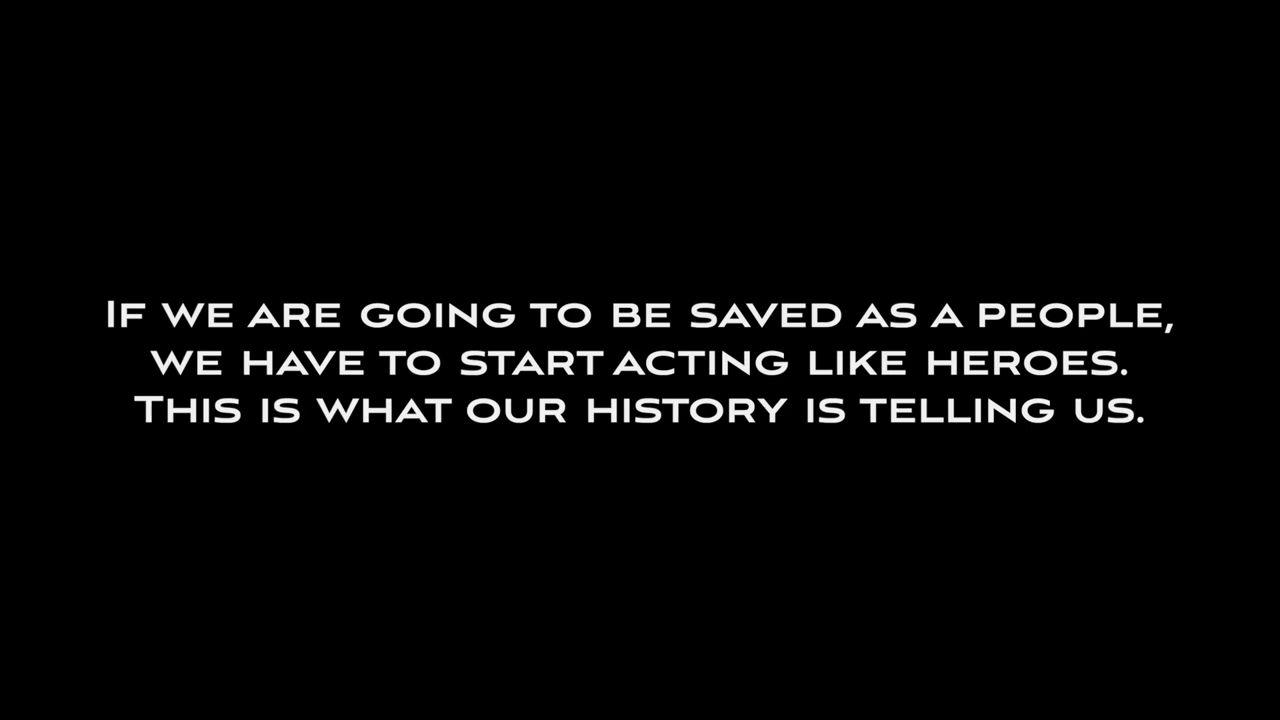 If we are going to be saved as a people,
we have to start acting like heroes.
This is what our history is telling us.